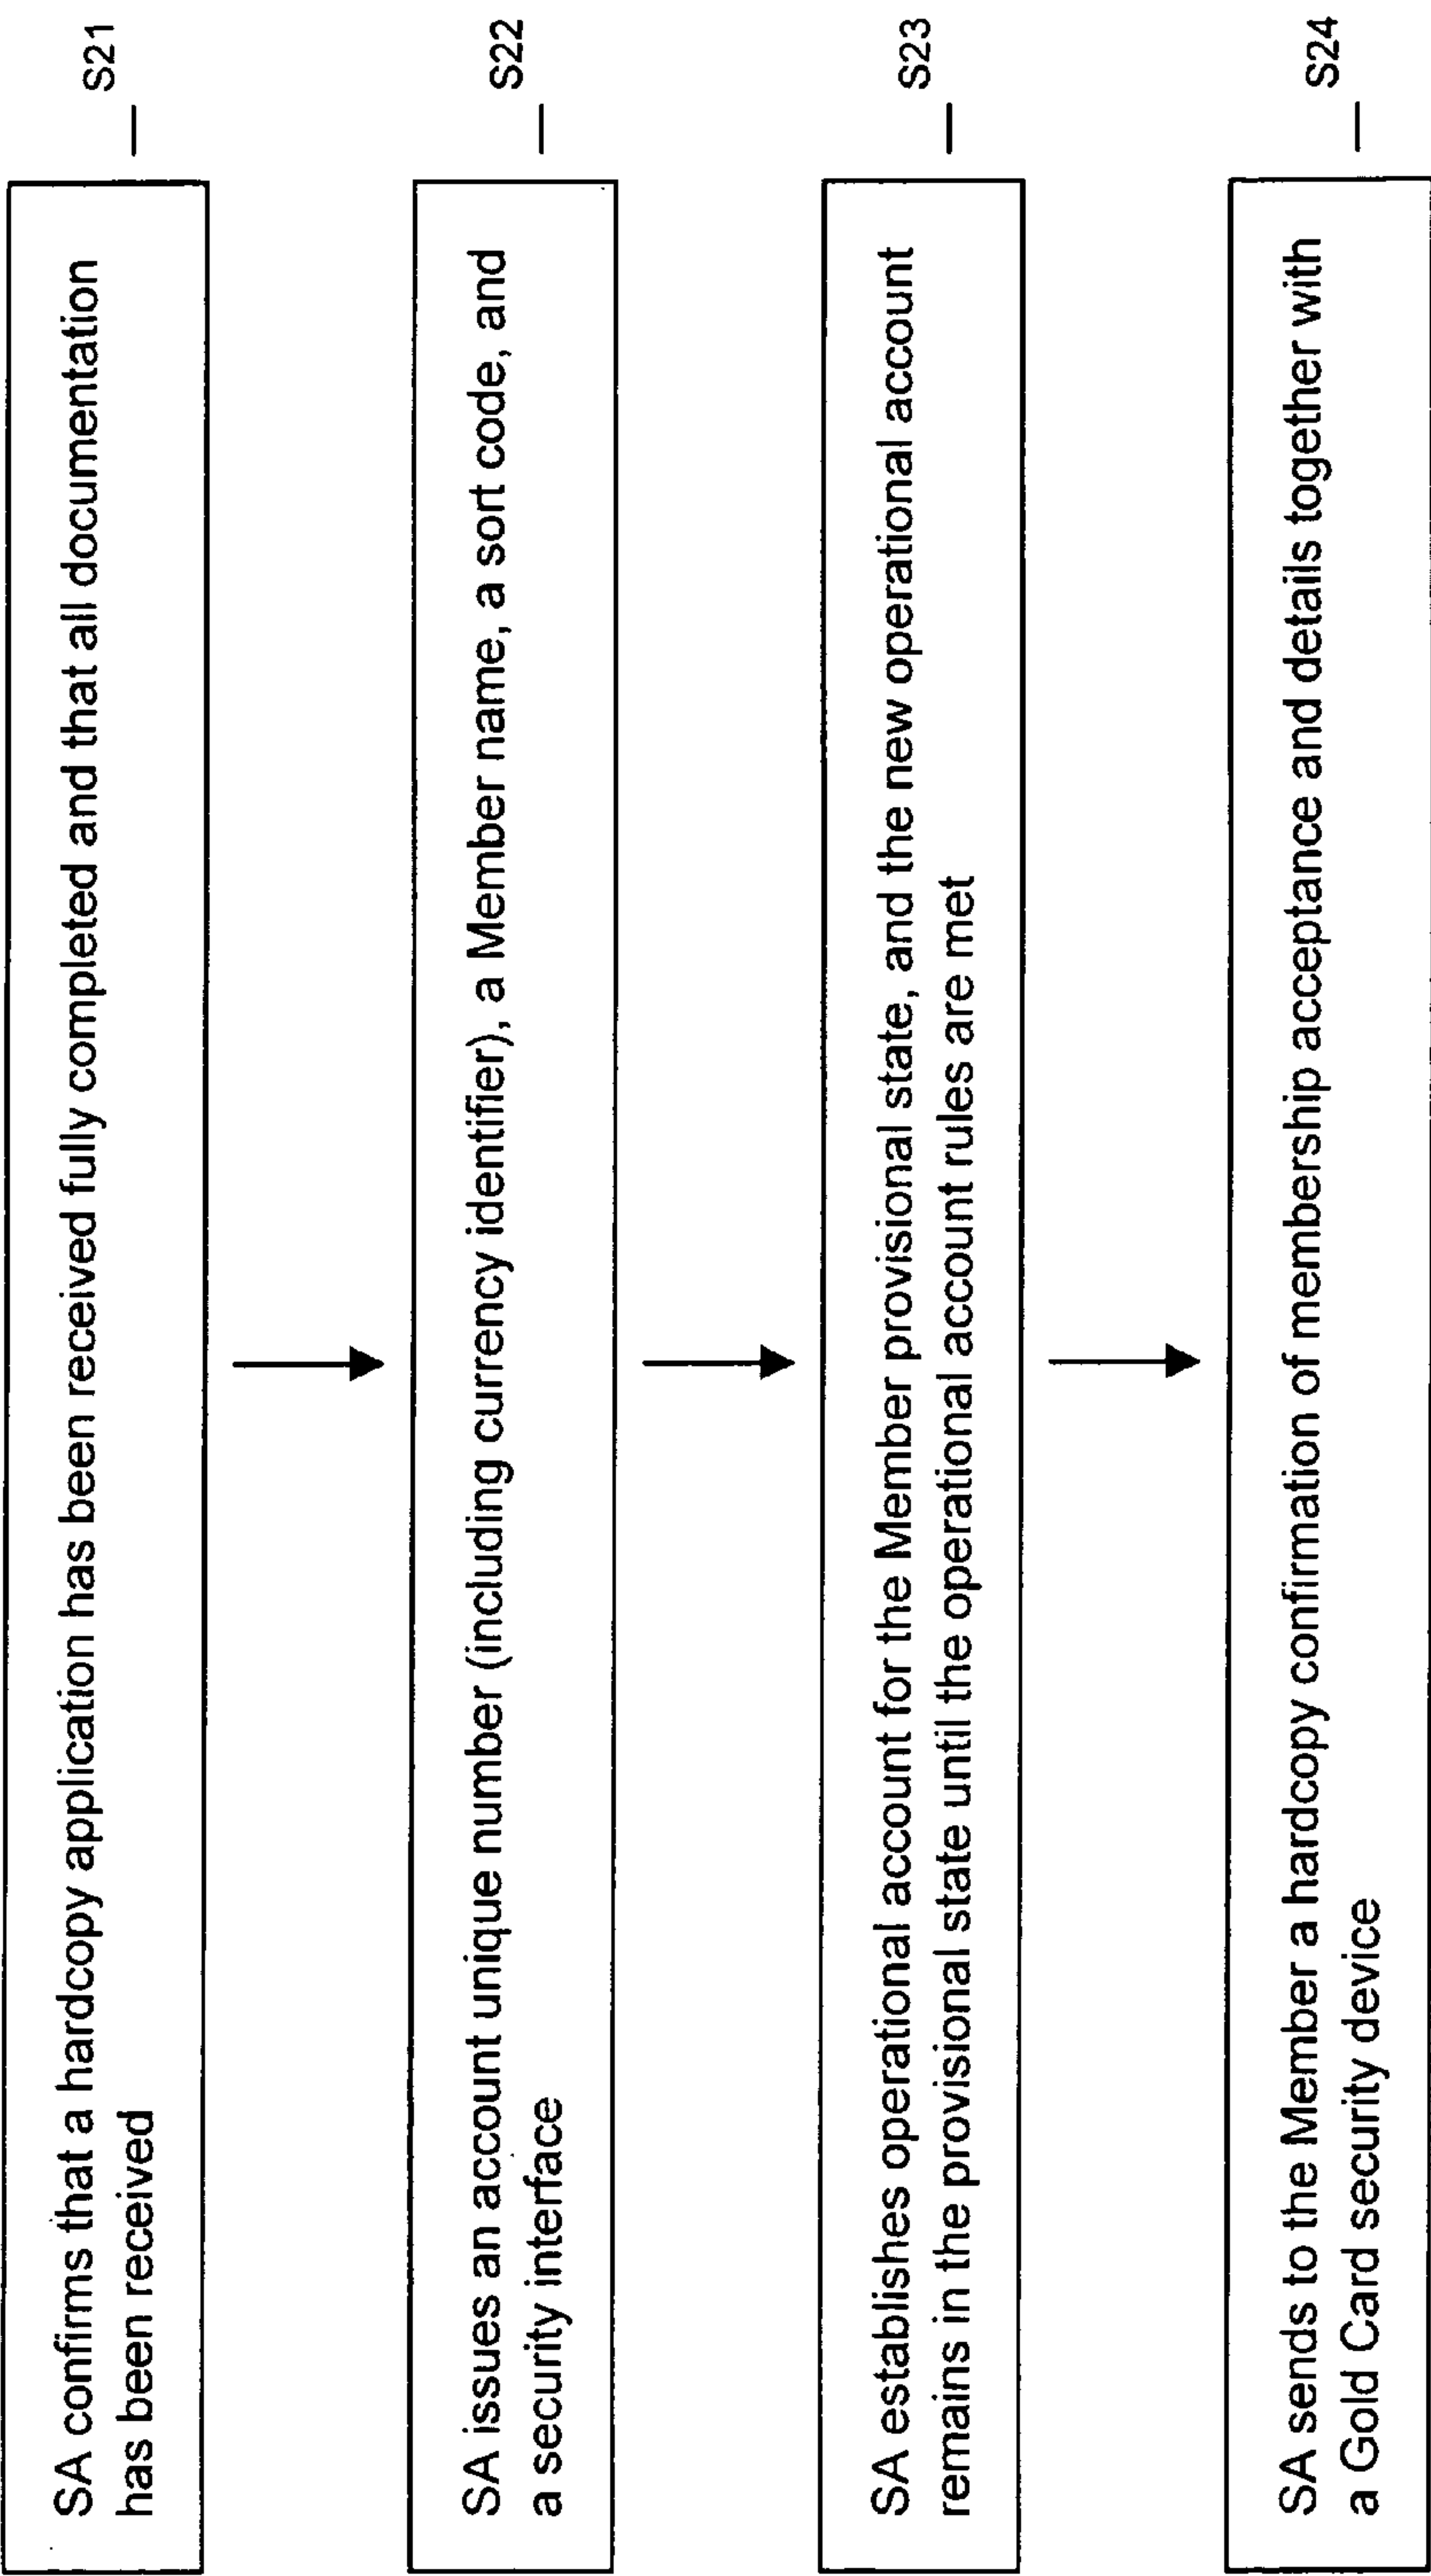 SA confirms that a hardcopy application has been received fully completed and that all documentation
has been received
S21
SA issues an account unique number (including currency identifier), a Member name, a sort code, and
a security interface
S22
SA establishes operational account for the Member provisional state, and the new operational account
remains in the provisional state until the operational account rules are met
S23
SA sends to the Member a hardcopy confirmation of membership acceptance and details together with
a Gold Card security device
S24